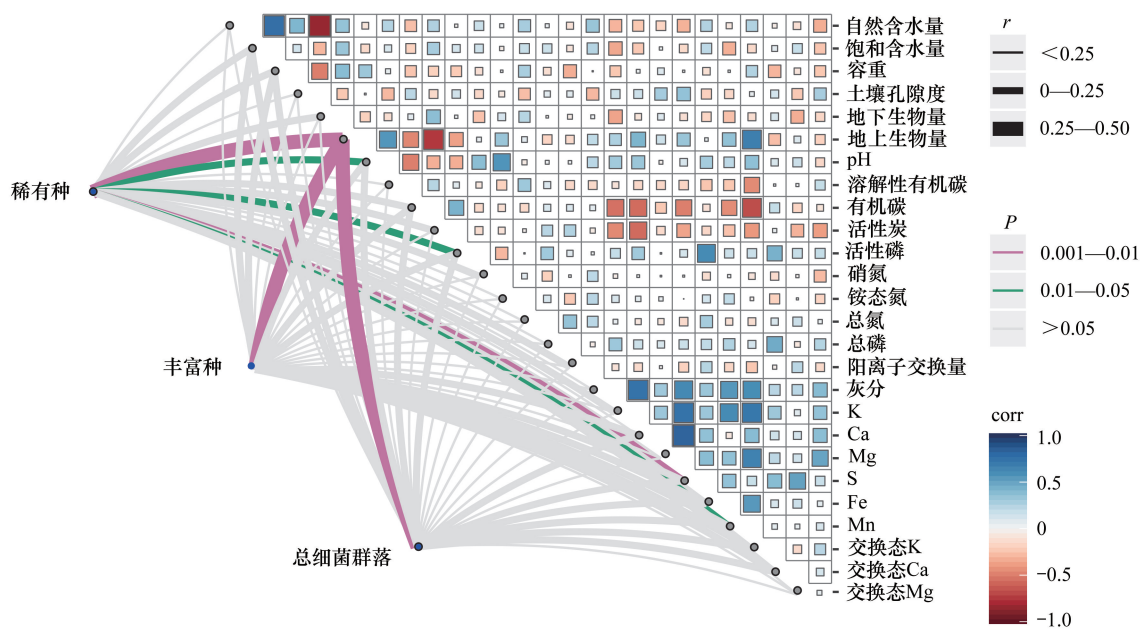 自然含水量
饱和含水量
容重
土壤孔隙度
地下生物量
地上生物量
pH
溶解性有机碳
有机碳
活性炭
活性磷
硝氮
铵态氮
总氮
总磷
阳离子交换量
灰分
K
Ca
Mg
S
Fe
Mn
交换态K
交换态Ca
交换态Mg
稀有种
丰富种
总细菌群落
r
＜0.25
0—0.25
0.25—0.50
P
0.001—0.01
0.01—0.05
＞0.05
corr
1.0
0.5
0
−0.5
−1.0